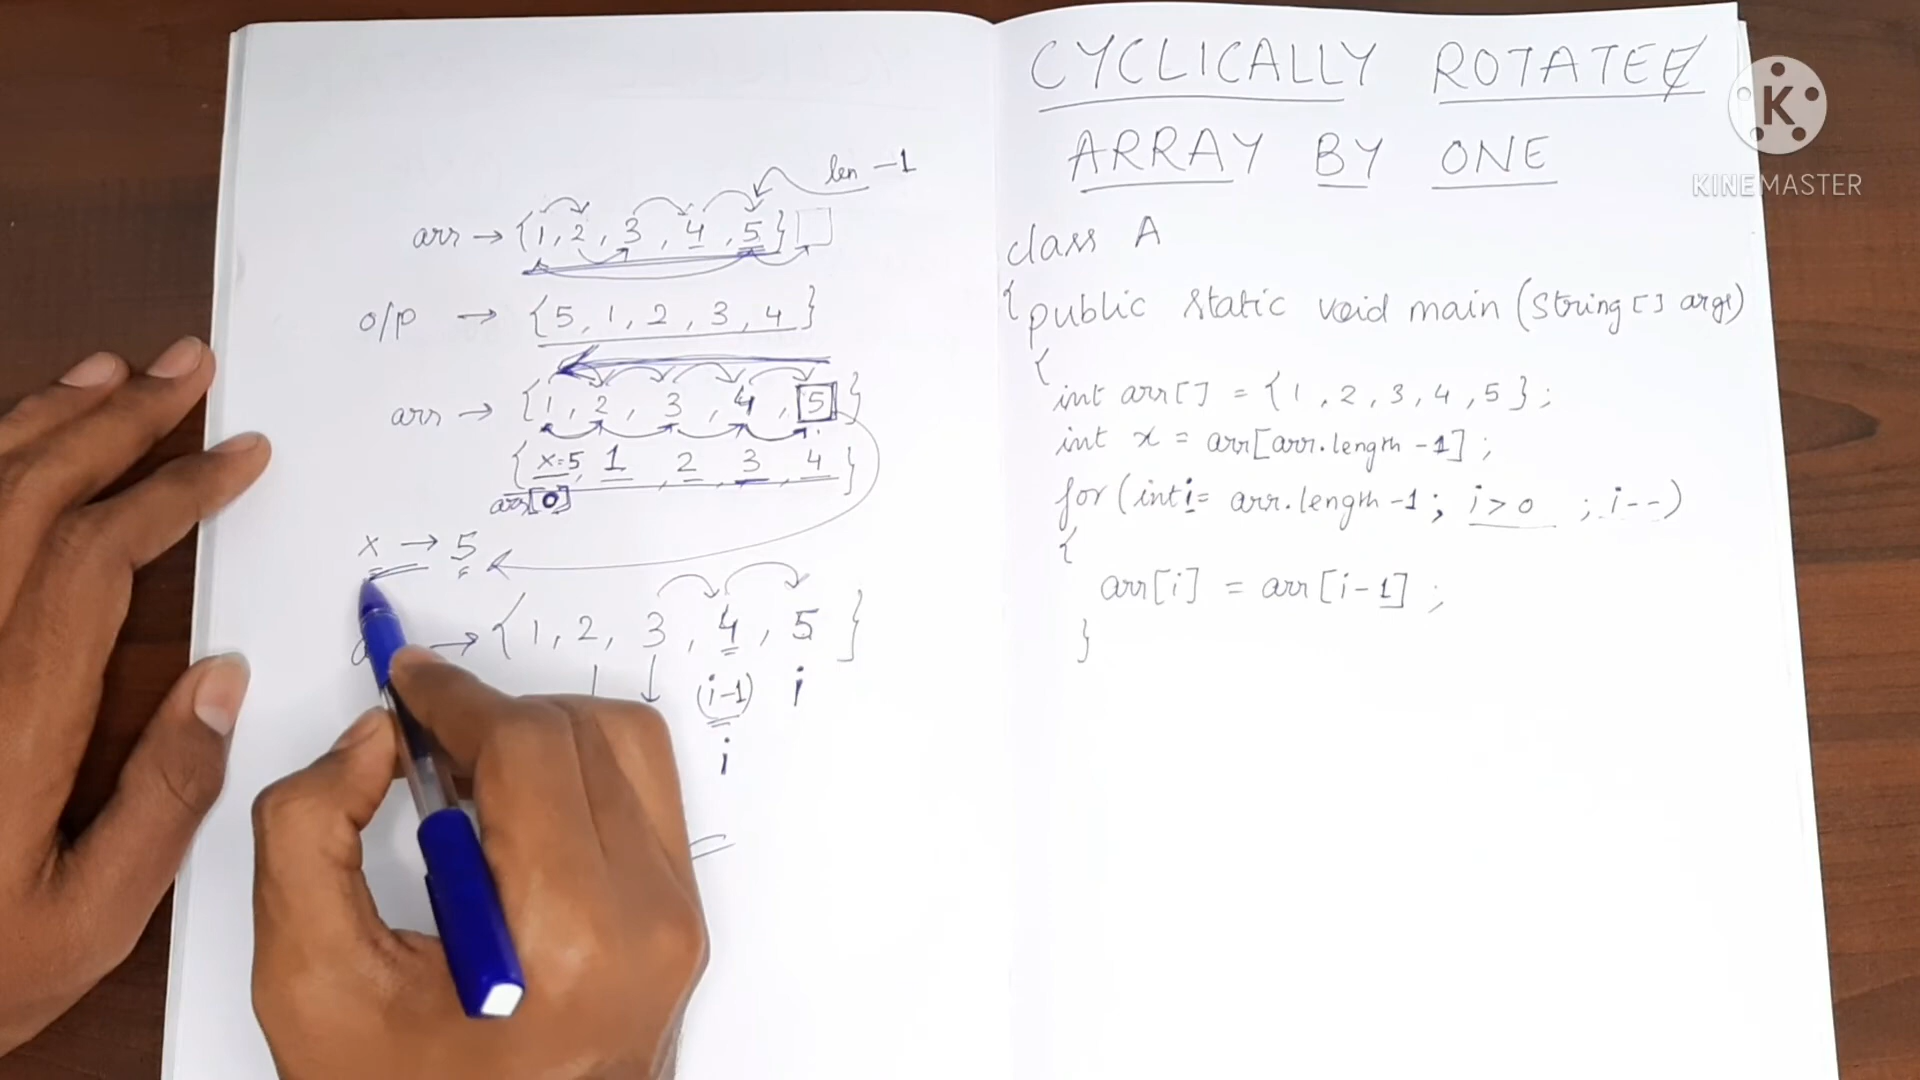 len -1
arr → {1, 2, 3, 4, 5}
o/p → {5, 1, 2, 3, 4}
arr → {1, 2, 3, 4, 5}
{x=5, 1, 2, 3, 4}
arr[0]
x → 5
→ {1, 2, 3, 4, 5}
(i-1) i
i
CYCLICALLY ROTATE
ARRAY BY ONE
class A
{ public static void main (String [] args)
{
int arr[] = {1, 2, 3, 4, 5};
int x = arr[arr.length -1];
for (int i = arr.length -1; i > 0 ; i--)
{
arr[i] = arr[i-1];
}
K
KINEMASTER